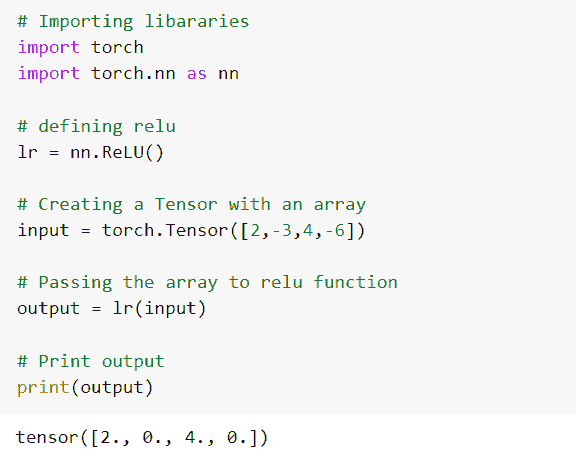 # Importing libararies
import torch
import torch.nn as nn
# defining relu
lr = nn.ReLU()
# Creating a Tensor with an array
input = torch.Tensor([2,-3,4,-6])
# Passing the array to relu function
output = lr(input)
# Print output
print(output)
tensor([2., 0., 4., 0.])